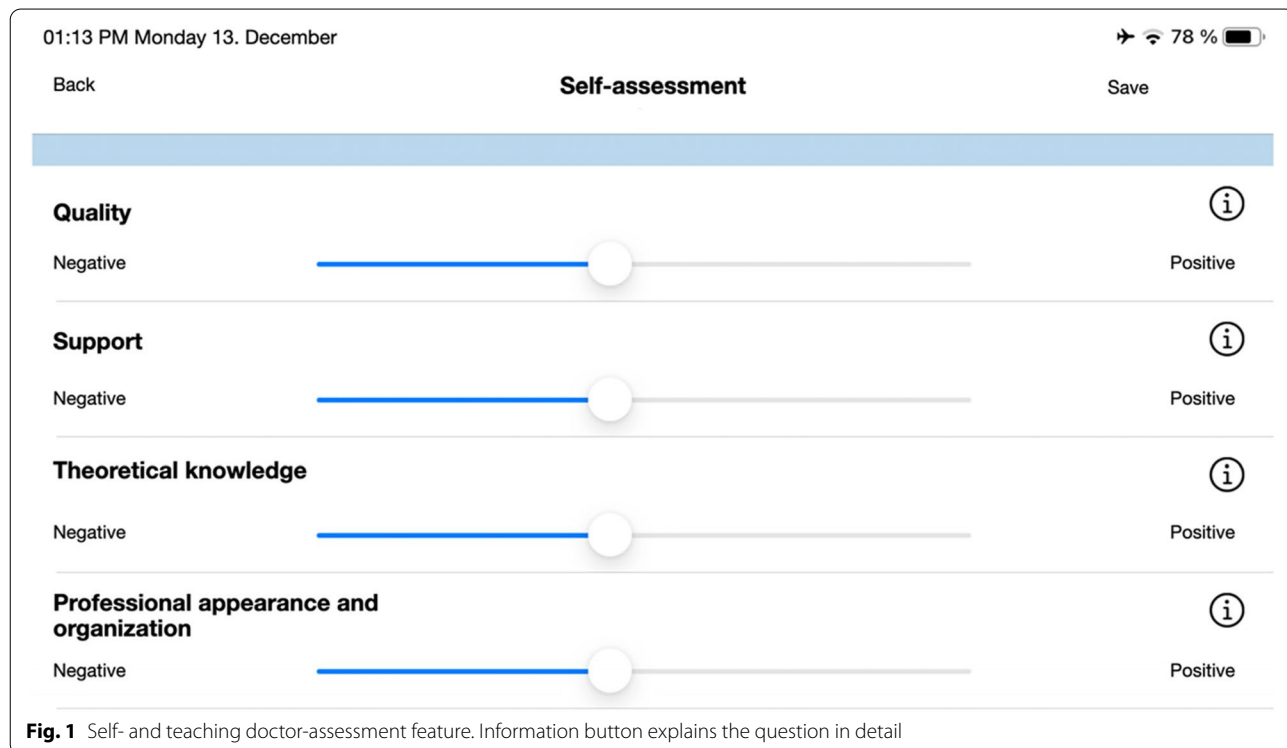 01:13 PM Monday 13. December 78 %
Back Self-assessment Save
Quality
Negative Positive
Support
Negative Positive
Theoretical knowledge
Negative Positive
Professional appearance and
organization
Negative Positive
Fig. 1 Self- and teaching doctor-assessment feature. Information button explains the question in detail